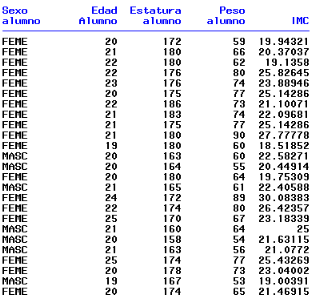 Sexo Edad Estatura Peso
alumno Alumno alumno alumno IMC
FEME 20 172 59 19.94321
FEME 21 180 66 20.37037
FEME 22 180 62 19.1358
FEME 22 176 80 25.82645
FEME 23 176 74 23.88946
FEME 20 175 77 25.14286
FEME 22 186 73 21.10071
FEME 21 183 74 22.09681
FEME 21 175 77 25.14286
FEME 21 180 90 27.77778
FEME 19 180 60 18.51852
MASC 20 163 60 22.58271
MASC 20 164 55 20.44914
FEME 20 180 64 19.75309
MASC 21 165 61 22.40588
FEME 24 172 89 30.08383
FEME 22 174 80 26.42357
FEME 25 170 67 23.18339
MASC 21 160 64 25
MASC 20 158 54 21.63115
MASC 21 163 56 21.0772
FEME 25 174 77 25.43269
FEME 20 178 73 23.04002
MASC 19 167 53 19.00391
FEME 20 174 65 21.46915